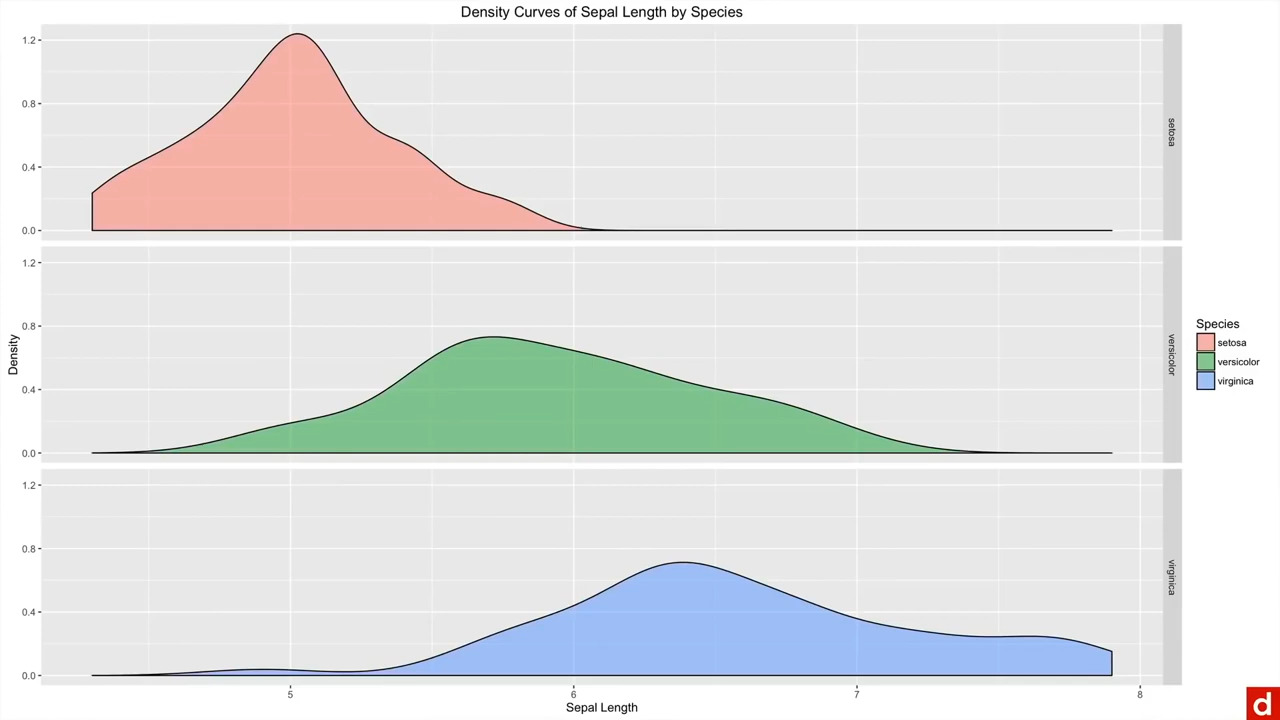 Density Curves of Sepal Length by Species
1.2
0.8
0.4
0.0
setosa
1.2
0.8
0.4
0.0
versicolor
1.2
0.8
0.4
0.0
virginica
Density
5 6 7 8
Sepal Length
Species
setosa
versicolor
virginica
d